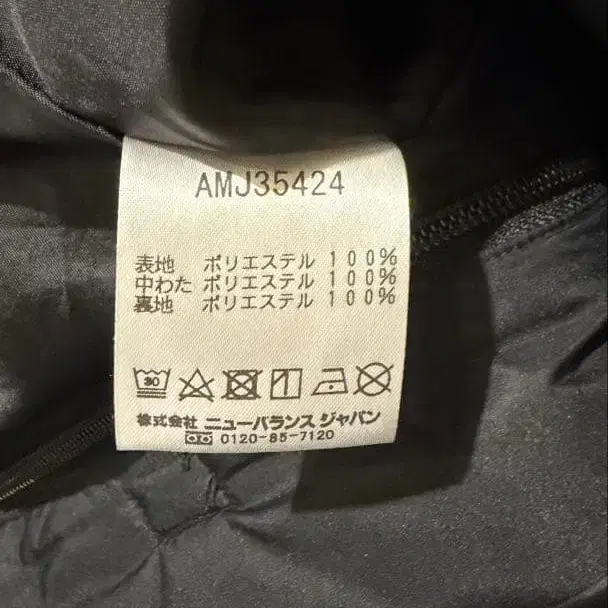 AMJ35424
表地 ポリエステル 100%
中わた ポリエステル 100%
裏地 ポリエステル 100%
30
株式会社 ニューバランス ジャパン
0120-85-7120